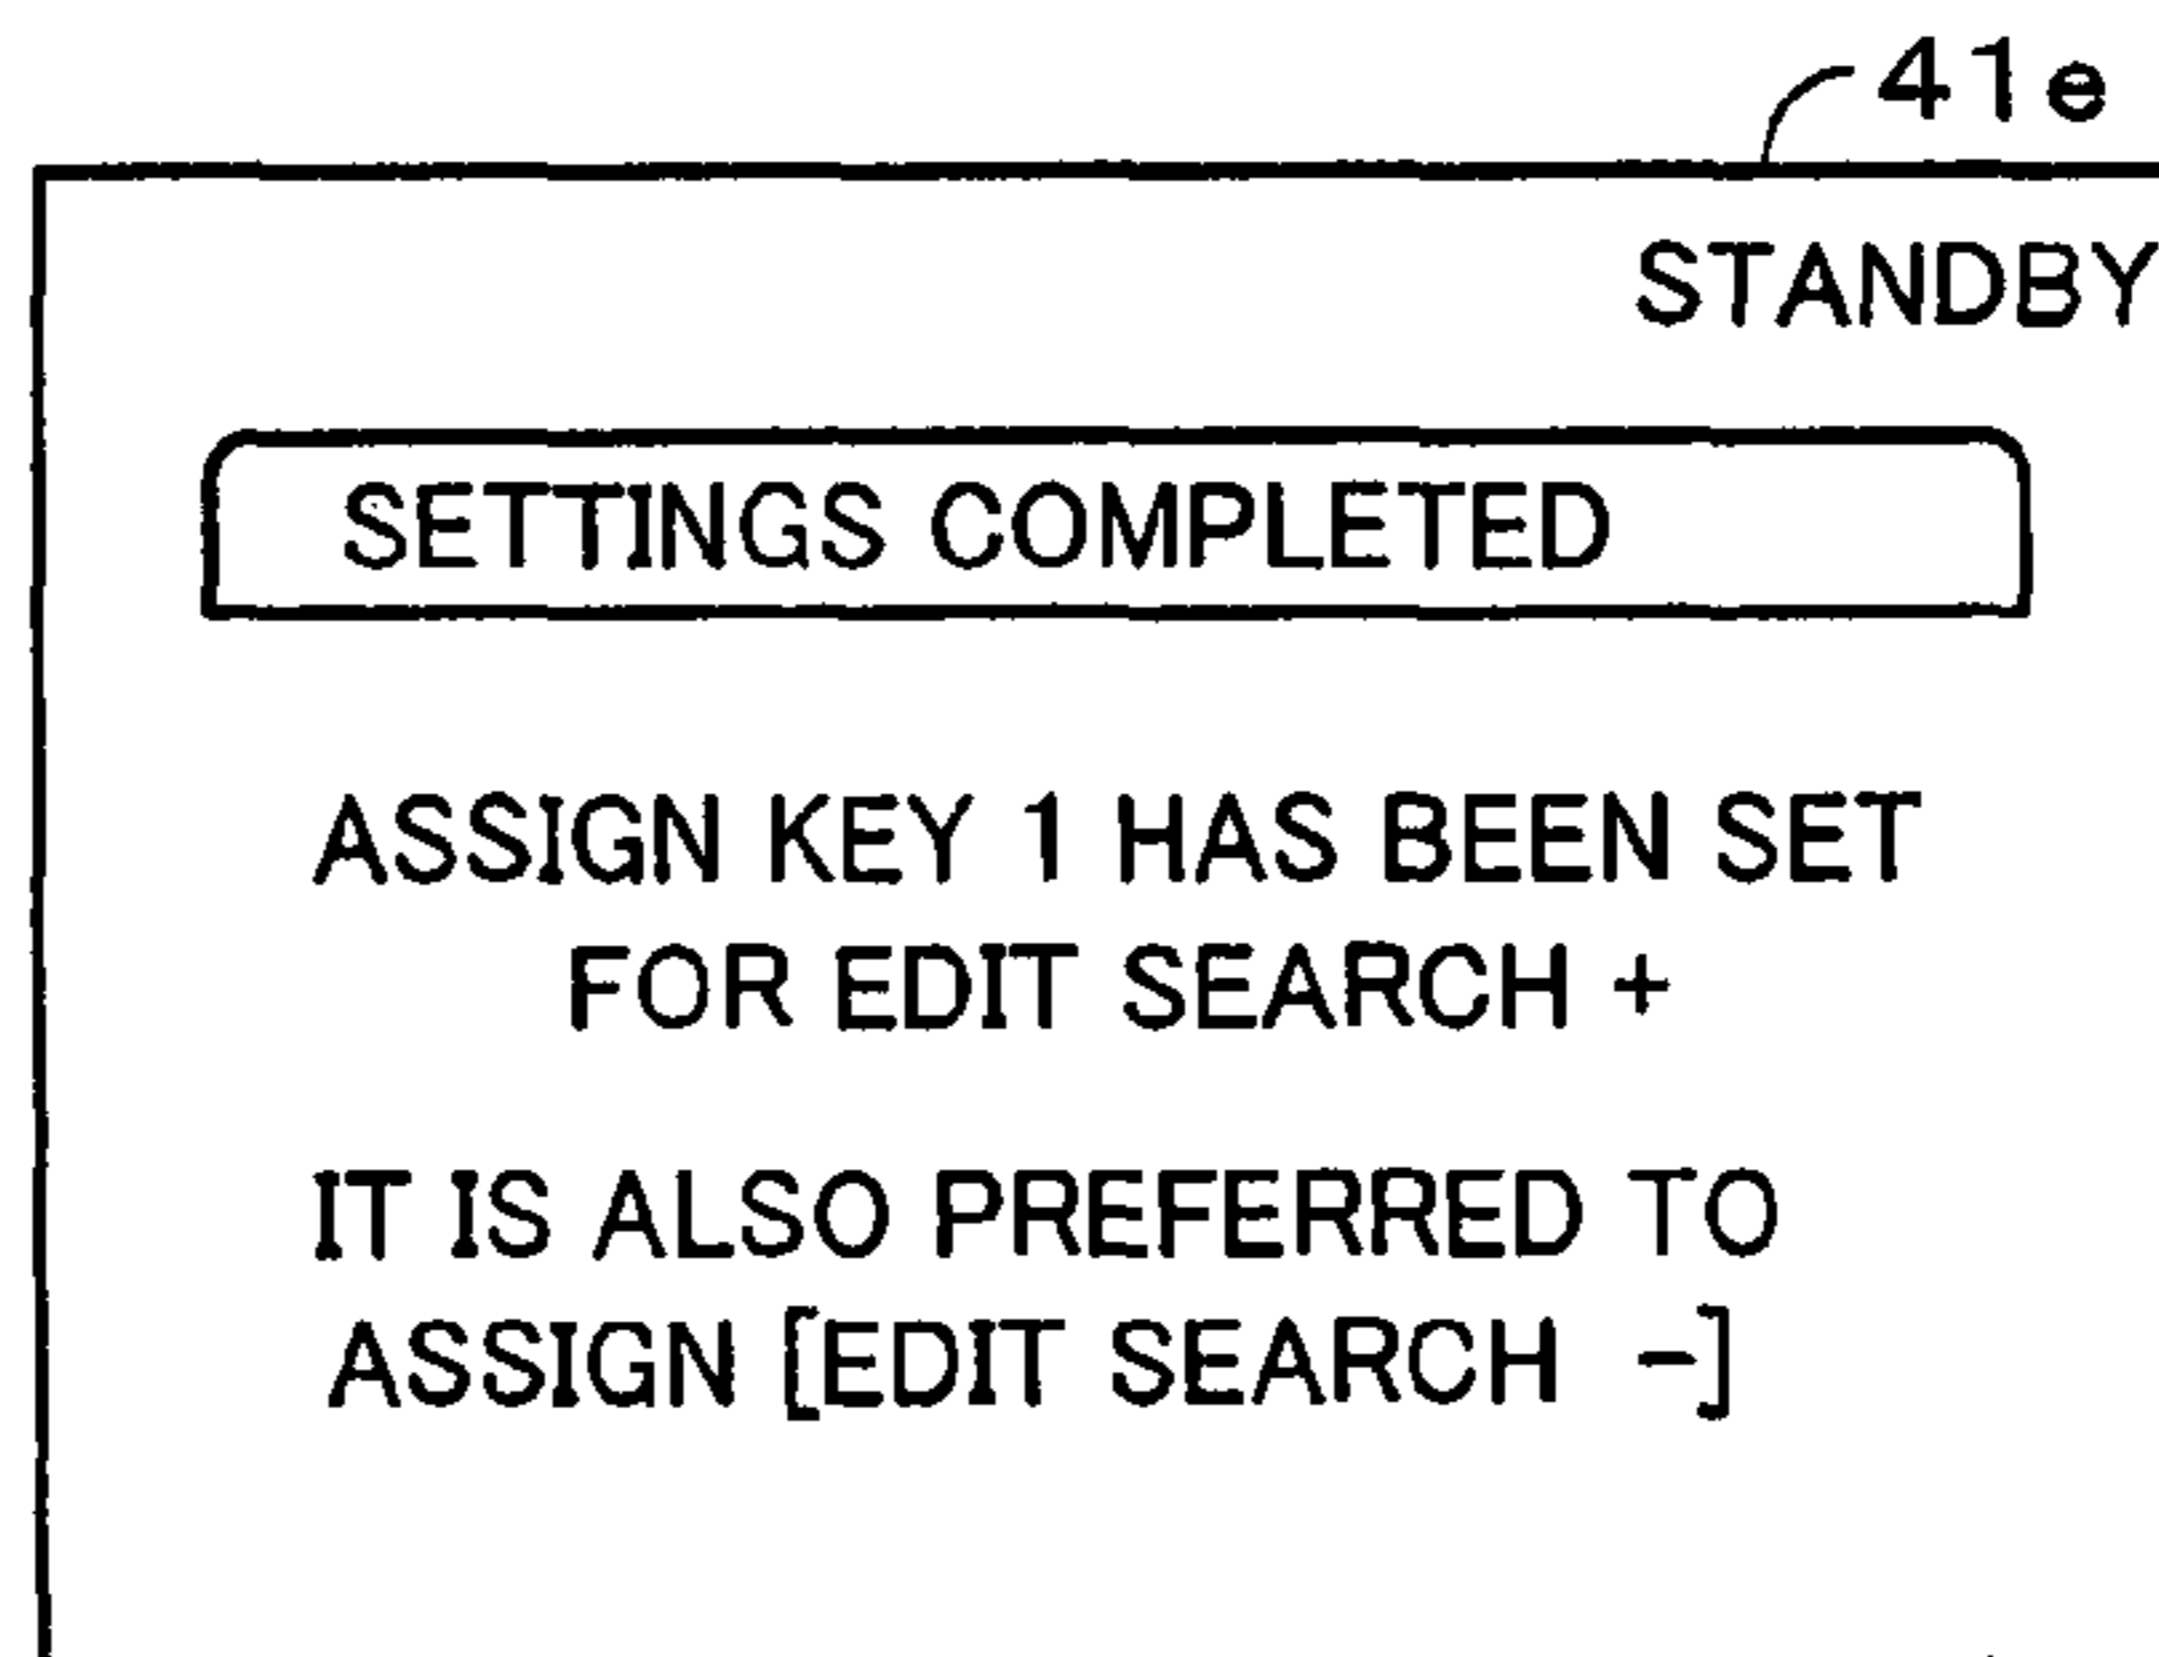 41e
STANDBY
SETTINGS COMPLETED
ASSIGN KEY 1 HAS BEEN SET
FOR EDIT SEARCH +
IT IS ALSO PREFERRED TO
ASSIGN [EDIT SEARCH -]